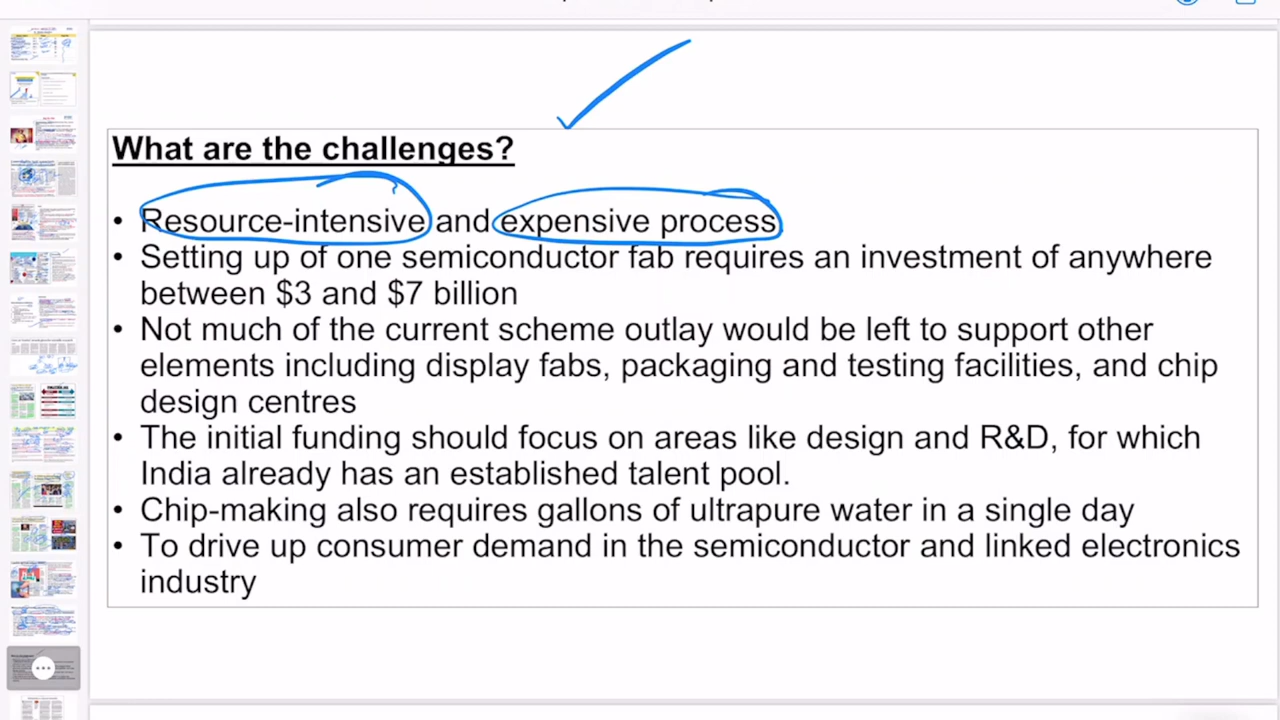 What are the challenges?
• Resource-intensive and expensive process
• Setting up of one semiconductor fab requires an investment of anywhere
between $3 and $7 billion
• Not much of the current scheme outlay would be left to support other
elements including display fabs, packaging and testing facilities, and chip
design centres
• The initial funding should focus on areas like design and R&D, for which
India already has an established talent pool.
• Chip-making also requires gallons of ultrapure water in a single day
• To drive up consumer demand in the semiconductor and linked electronics
industry